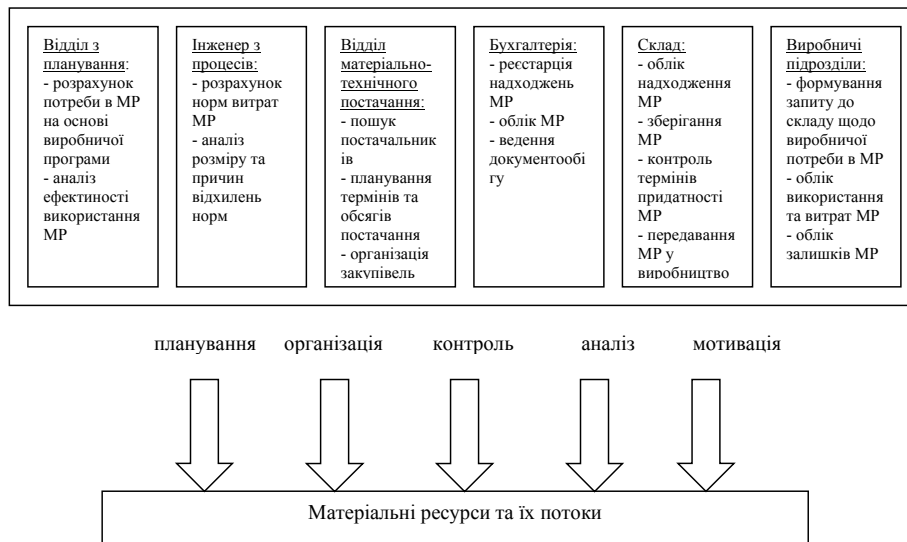 Відділ з
планування:
- розрахунок
потреби в МР
на основі
виробничої
програми
- аналіз
ефектиності
використання
МР
Інженер з
процесів:
- розрахунок
норм витрат
МР
- аналіз
розміру та
причин
відхилень
норм
Відділ
матеріально-
технічного
постачання:
- пошук
постачальник
ів
- планування
термінів та
обсягів
постачання
- організація
закупівель
Бухгалтерія:
- реєстарція
надходжень
МР
- облік МР
- ведення
документообі
гу
Склад:
- облік
надходження
МР
- зберігання
МР
- контроль
термінів
придатності
МР
- передавання
МР у
виробництво
Виробничі
підрозділи:
- формування
запиту до
складу щодо
виробничої
потреби в МР
- облік
використання
та витрат МР
- облік
залишків МР
планування організація контроль аналіз мотивація
Матеріальні ресурси та їх потоки